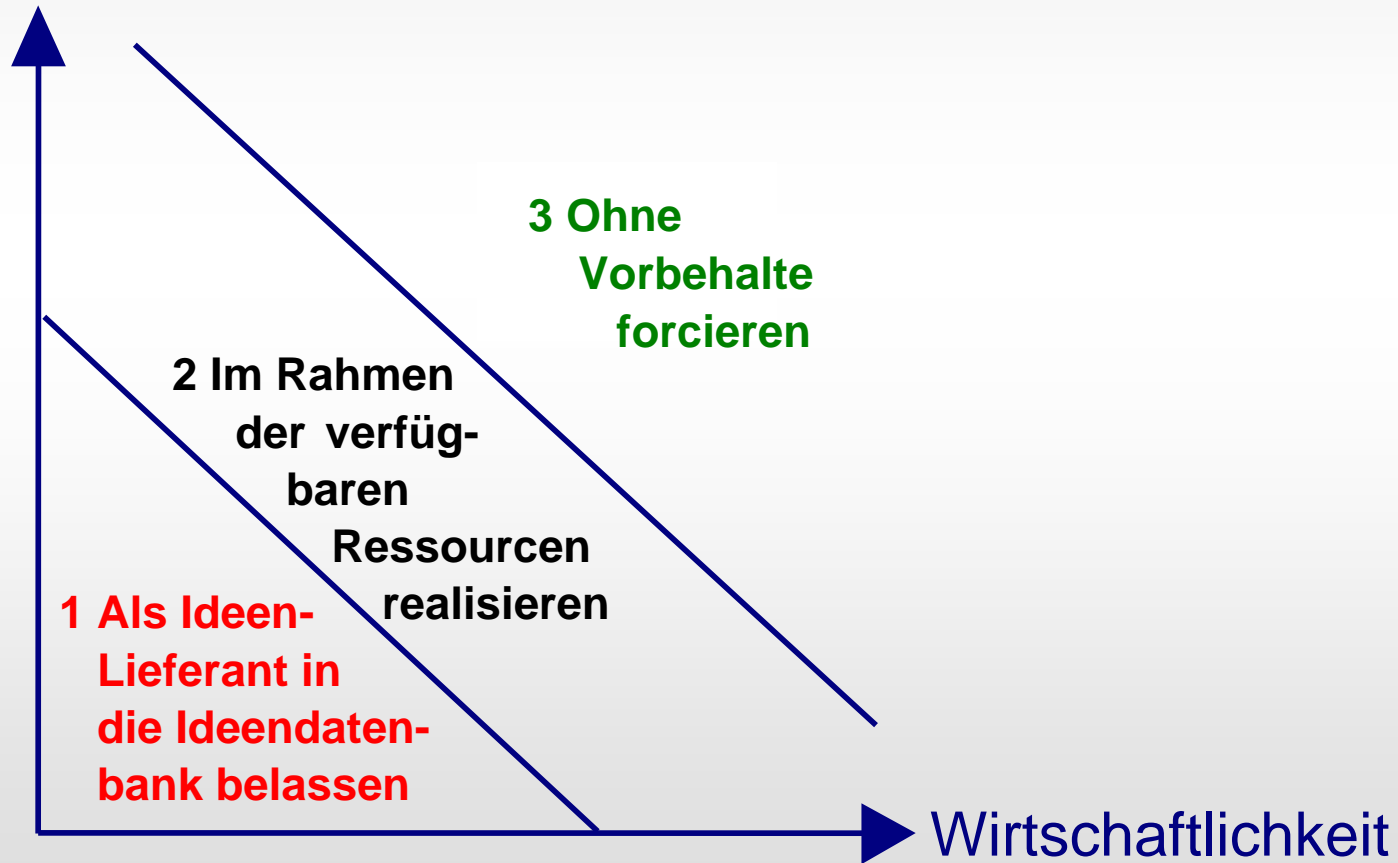 3 Ohne
Vorbehalte
forcieren
2 Im Rahmen
der verfüg-
baren
Ressourcen
realisieren
1 Als Ideen-
Lieferant in
die Ideendaten-
bank belassen
Wirtschaftlichkeit